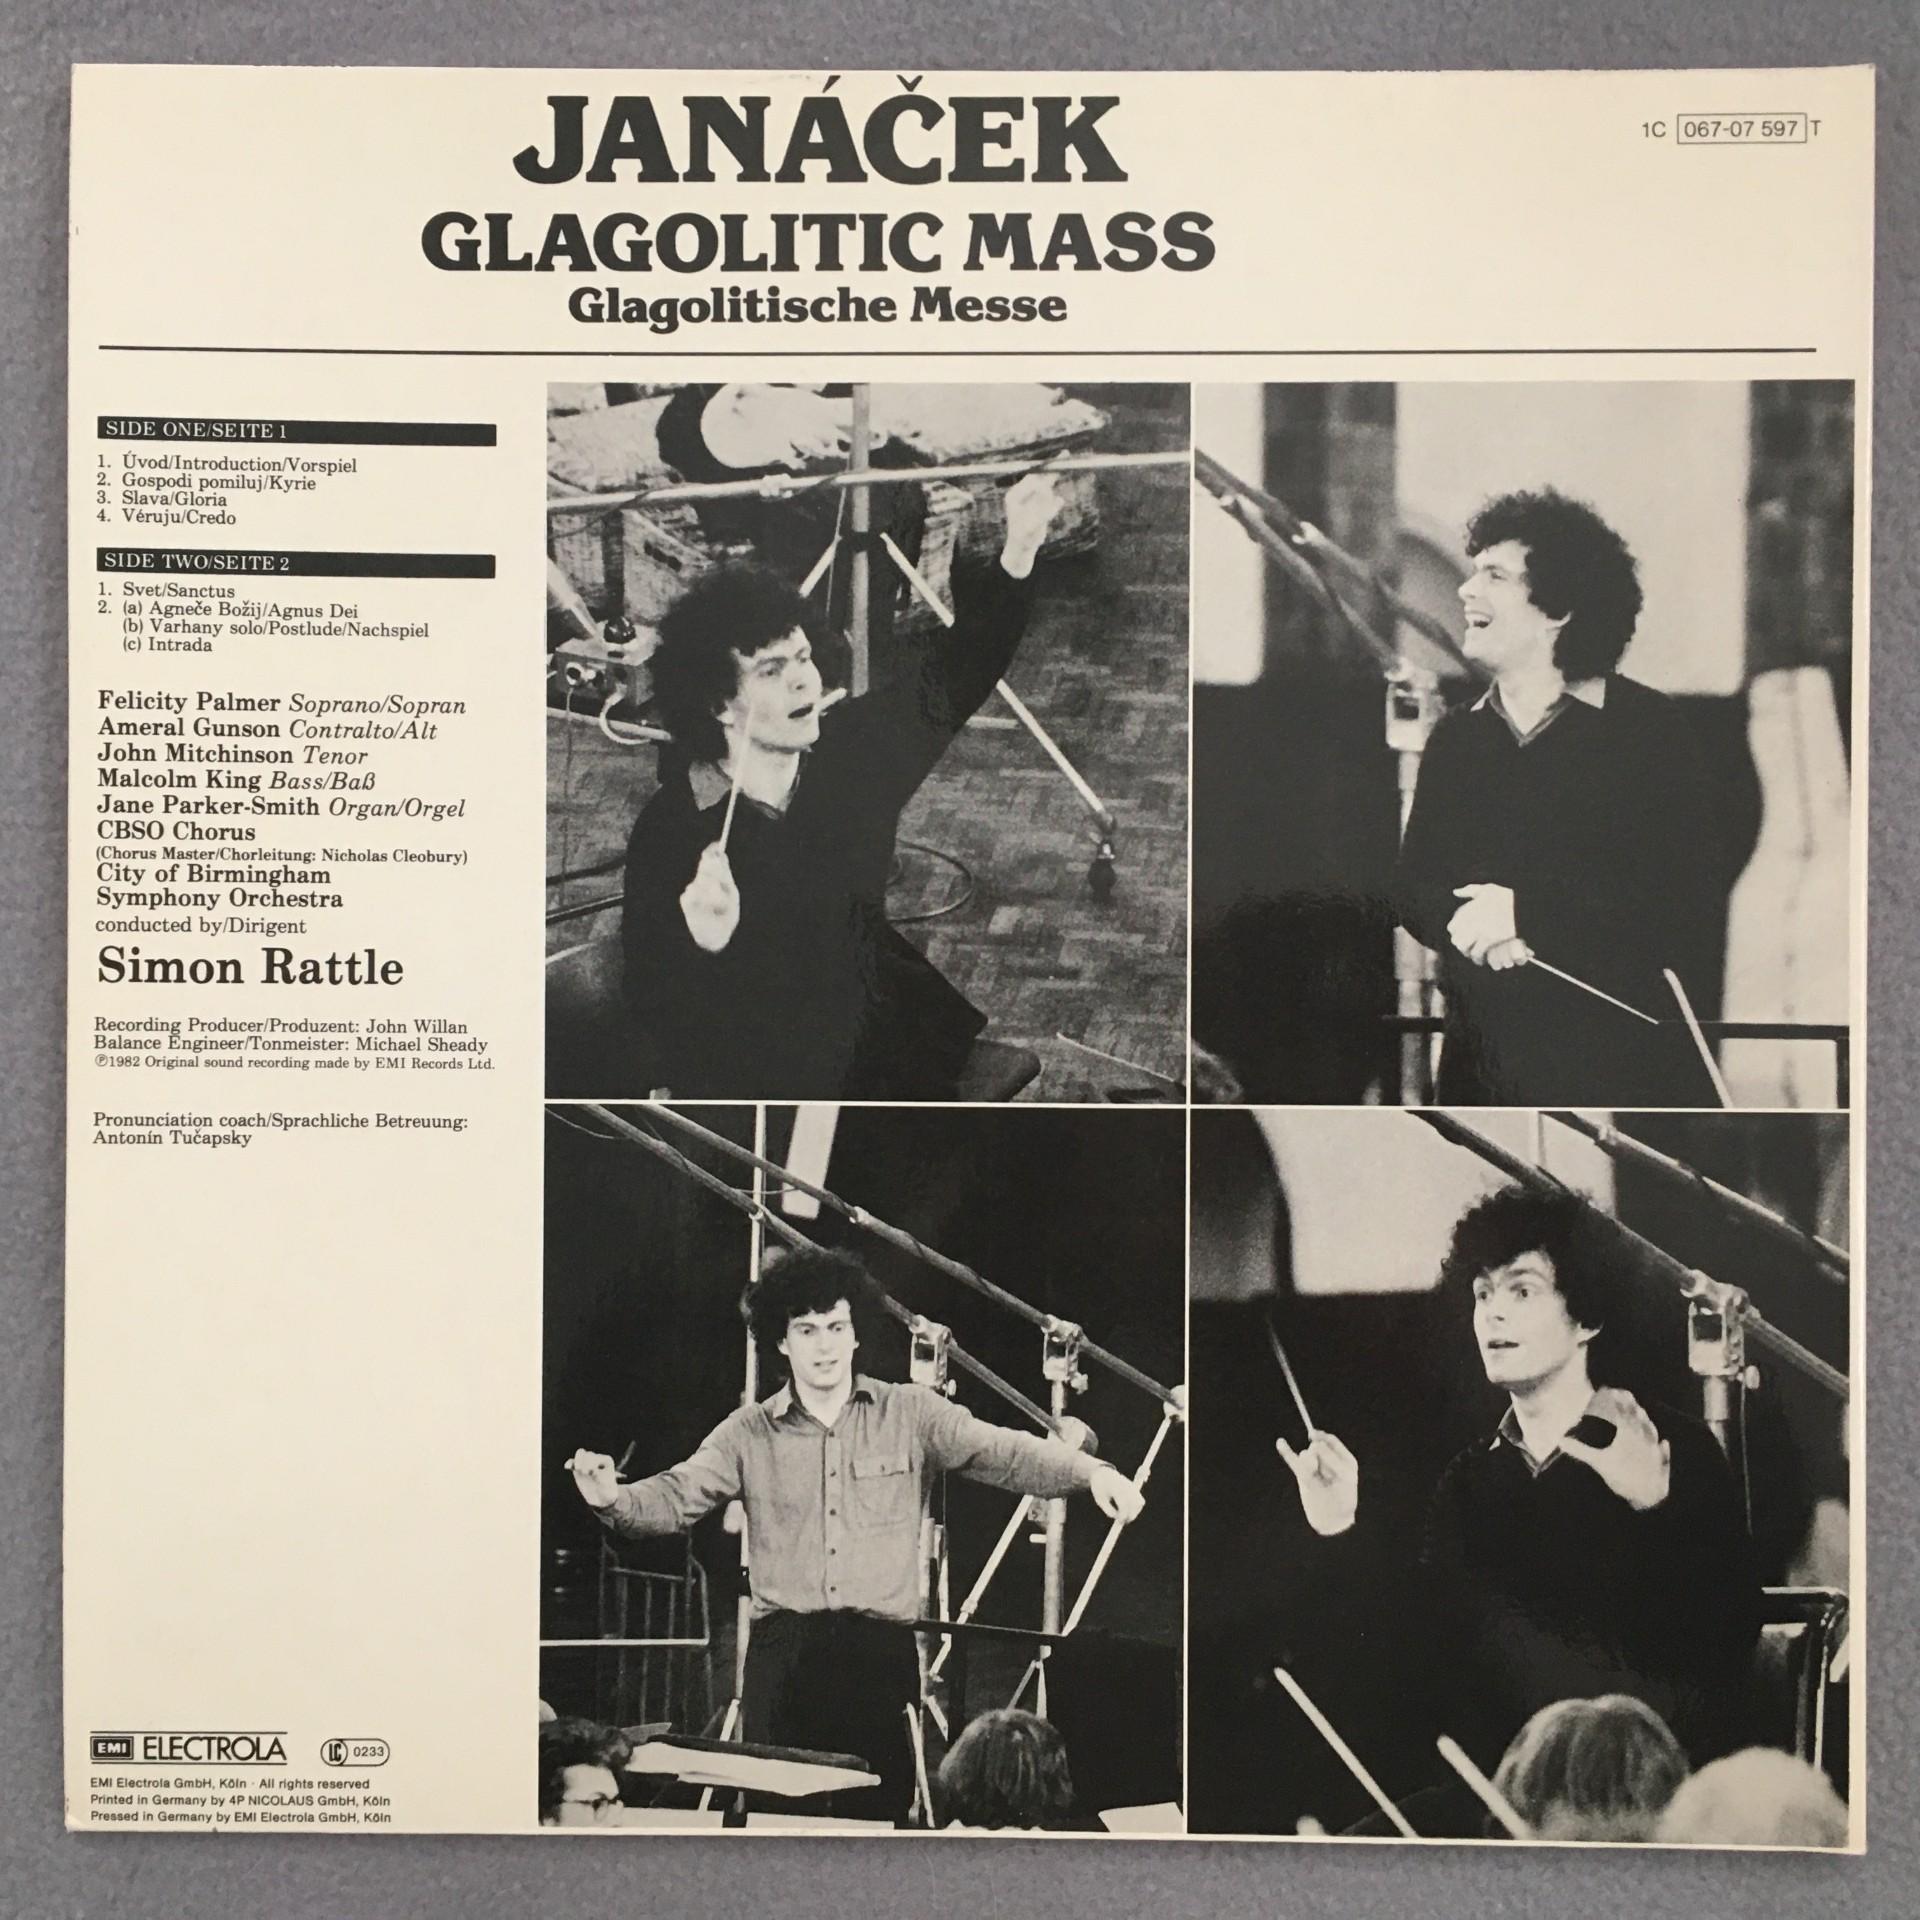 JANÁČEK
1C 067-07 597 T
GLAGOLITIC MASS
Glagolitische Messe
SIDE ONE/SEITE 1
1. Úvod/Introduction/Vorspiel
2. Gospodi pomiluj/Kyrie
3. Slava/Gloria
4. Véruju/Credo
SIDE TWO/SEITE 2
1. Svet/Sanctus
2. (a) Agneče Božij/Agnus Dei
(b) Varhany solo/Postlude/Nachspiel
(c) Intrada
Felicity Palmer Soprano/Sopran
Ameral Gunson Contralto/Alt
John Mitchinson Tenor
Malcolm King Bass/Baß
Jane Parker-Smith Organ/Orgel
CBSO Chorus
(Chorus Master/Chorleitung: Nicholas Cleobury)
City of Birmingham
Symphony Orchestra
conducted by/Dirigent
Simon Rattle
Recording Producer/Produzent: John Willan
Balance Engineer/Tonmeister: Michael Sheady
℗1982 Original sound recording made by EMI Records Ltd.
Pronunciation coach/Sprachliche Betreuung:
Antonín Tučapsky
EMI ELECTROLA LC 0233
EMI Electrola GmbH, Köln · All rights reserved
Printed in Germany by 4P NICOLAUS GmbH, Köln
Pressed in Germany by EMI Electrola GmbH, Köln